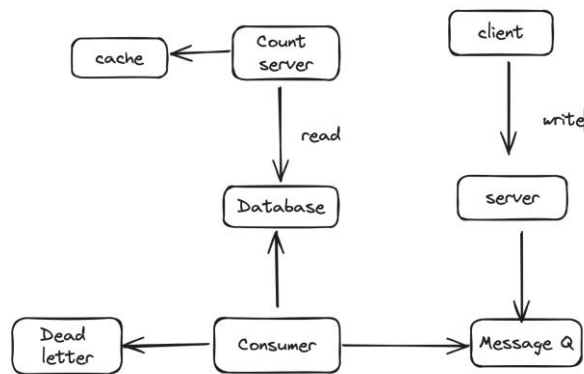 cache
Count
server
client
read
write
Database
server
Dead
letter
Consumer
Message Q